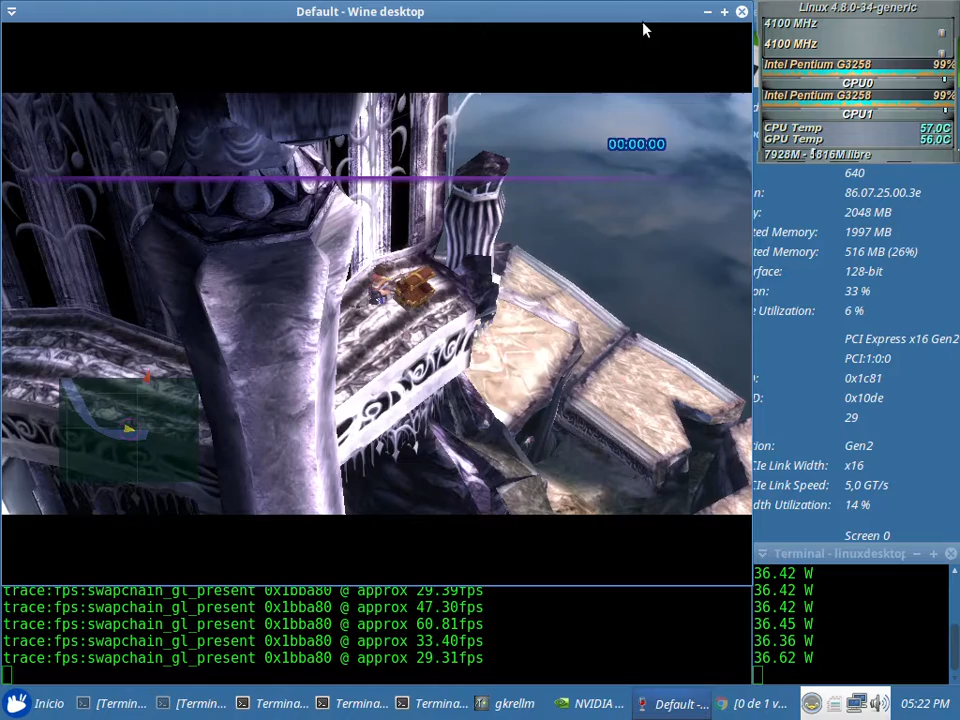 Default - Wine desktop
Linux 4.8.0-34-generic
4100 MHz
4100 MHz
Intel Pentium G3258 99%
CPU0
Intel Pentium G3258 99%
CPU1
CPU Temp 57.0C
GPU Temp 56.0C
7928M - 5816M libre
00:00:00
640
n: 86.07.25.00.3e
y: 2048 MB
ted Memory: 1997 MB
ted Memory: 516 MB (26%)
rface: 128-bit
on: 33 %
e Utilization: 6 %
PCI Express x16 Gen2
PCI:1:0:0
D: 0x1c81
D: 0x10de
29
ion: Gen2
Ie Link Width: x16
Ie Link Speed: 5,0 GT/s
dth Utilization: 14 %
Screen 0
Terminal - linuxdesktop
36.42 W
36.42 W
36.42 W
36.45 W
36.36 W
36.62 W
trace:fps:swapchain_gl_present 0x1bba80 @ approx 29.39fps
trace:fps:swapchain_gl_present 0x1bba80 @ approx 47.30fps
trace:fps:swapchain_gl_present 0x1bba80 @ approx 60.81fps
trace:fps:swapchain_gl_present 0x1bba80 @ approx 33.40fps
trace:fps:swapchain_gl_present 0x1bba80 @ approx 29.31fps
Inicio [Termin... [Termin... Termina... Termina... Termina... gkrellm NVIDIA ... Default -... [0 de 1 v... 05:22 PM